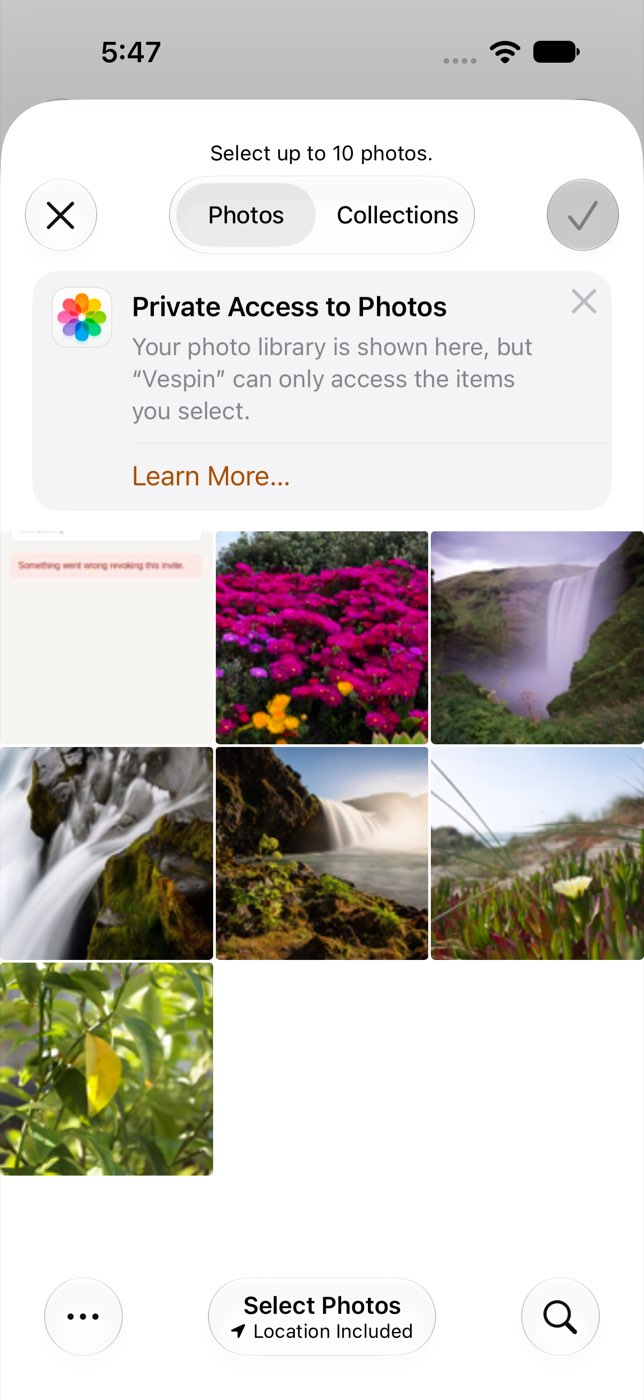 5:47
Select up to 10 photos.
Photos
Collections
Private Access to Photos
Your photo library is shown here, but
“Vespin” can only access the items
you select.
Learn More...
Something went wrong revoking this invite.
Select Photos
Location Included